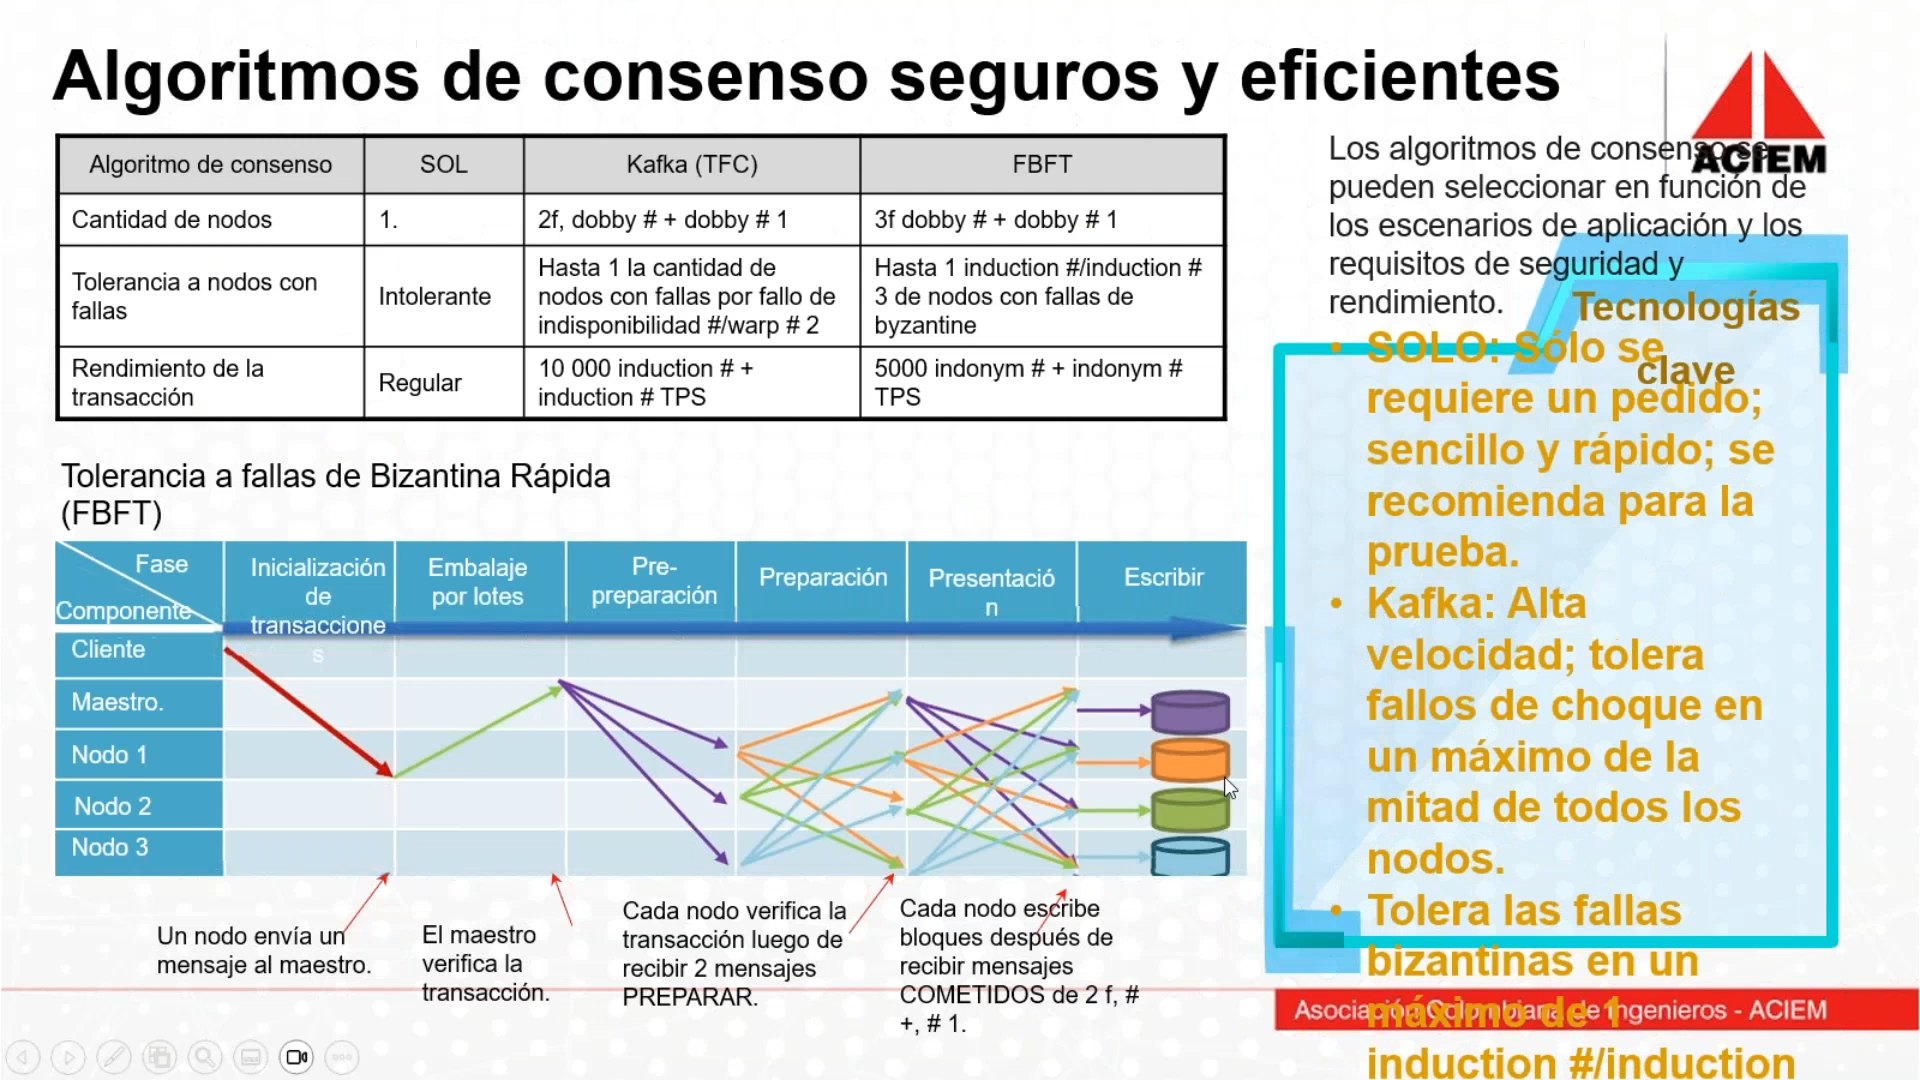 Algoritmos de consenso seguros y eficientes
ACIEM
Algoritmo de consenso
SOL
Kafka (TFC)
FBFT
Cantidad de nodos
1.
2f, dobby # + dobby # 1
3f dobby # + dobby # 1
Tolerancia a nodos con
fallas
Intolerante
Hasta 1 la cantidad de
nodos con fallas por fallo de
indisponibilidad #/warp # 2
Hasta 1 induction #/induction #
3 de nodos con fallas de
byzantine
Rendimiento de la
transacción
Regular
10 000 induction # +
induction # TPS
5000 indonym # + indonym #
TPS
Los algoritmos de consenso se
pueden seleccionar en función de
los escenarios de aplicación y los
requisitos de seguridad y
rendimiento.
Tecnologías
clave
• SOLO: Sólo se
requiere un pedido;
sencillo y rápido; se
recomienda para la
prueba.
• Kafka: Alta
velocidad; tolera
fallos de choque en
un máximo de la
mitad de todos los
nodos.
• Tolera las fallas
bizantinas en un
máximo de 1
induction #/induction
Tolerancia a fallas de Bizantina Rápida
(FBFT)
Fase
Componente
Inicialización
de
transaccione
s
Embalaje
por lotes
Pre-
preparación
Preparación
Presentació
n
Escribir
Cliente
Maestro.
Nodo 1
Nodo 2
Nodo 3
Un nodo envía un
mensaje al maestro.
El maestro
verifica la
transacción.
Cada nodo verifica la
transacción luego de
recibir 2 mensajes
PREPARAR.
Cada nodo escribe
bloques después de
recibir mensajes
COMETIDOS de 2 f, #
+, # 1.
Asociación Colombiana de Ingenieros - ACIEM